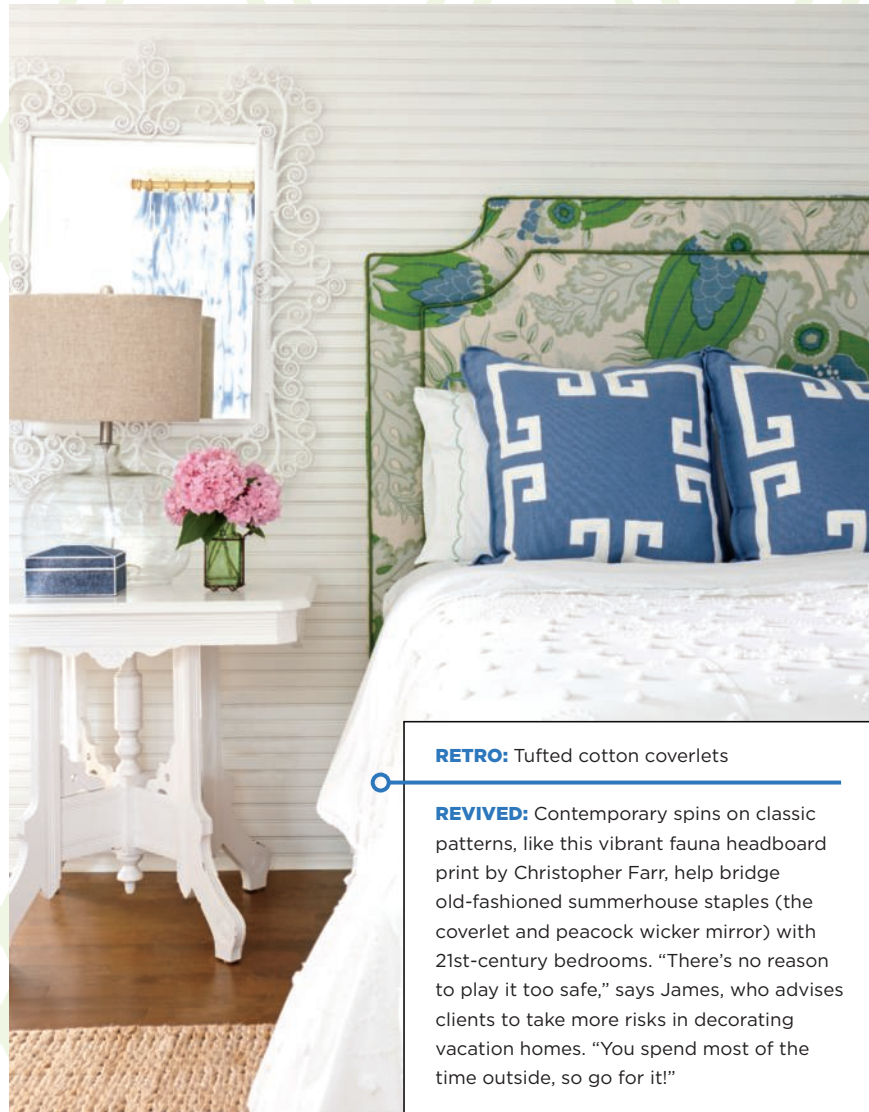 RETRO: Tufted cotton coverlets
REVIVED: Contemporary spins on classic
patterns, like this vibrant fauna headboard
print by Christopher Farr, help bridge
old-fashioned summerhouse staples (the
coverlet and peacock wicker mirror) with
21st-century bedrooms. “There’s no reason
to play it too safe,” says James, who advises
clients to take more risks in decorating
vacation homes. “You spend most of the
time outside, so go for it!”